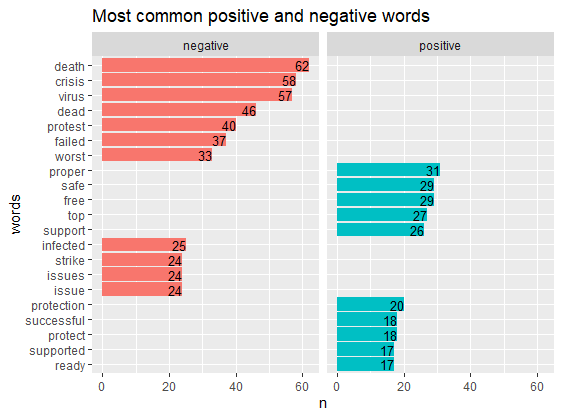 Most common positive and negative words
negative positive
death 62
crisis 58
virus 57
dead 46
protest 40
failed 37
worst 33
proper 31
safe 29
free 29
top 27
support 26
infected 25
strike 24
issues 24
issue 24
protection 20
successful 18
protect 18
supported 17
ready 17
words
0 20 40 60 0 20 40 60
n